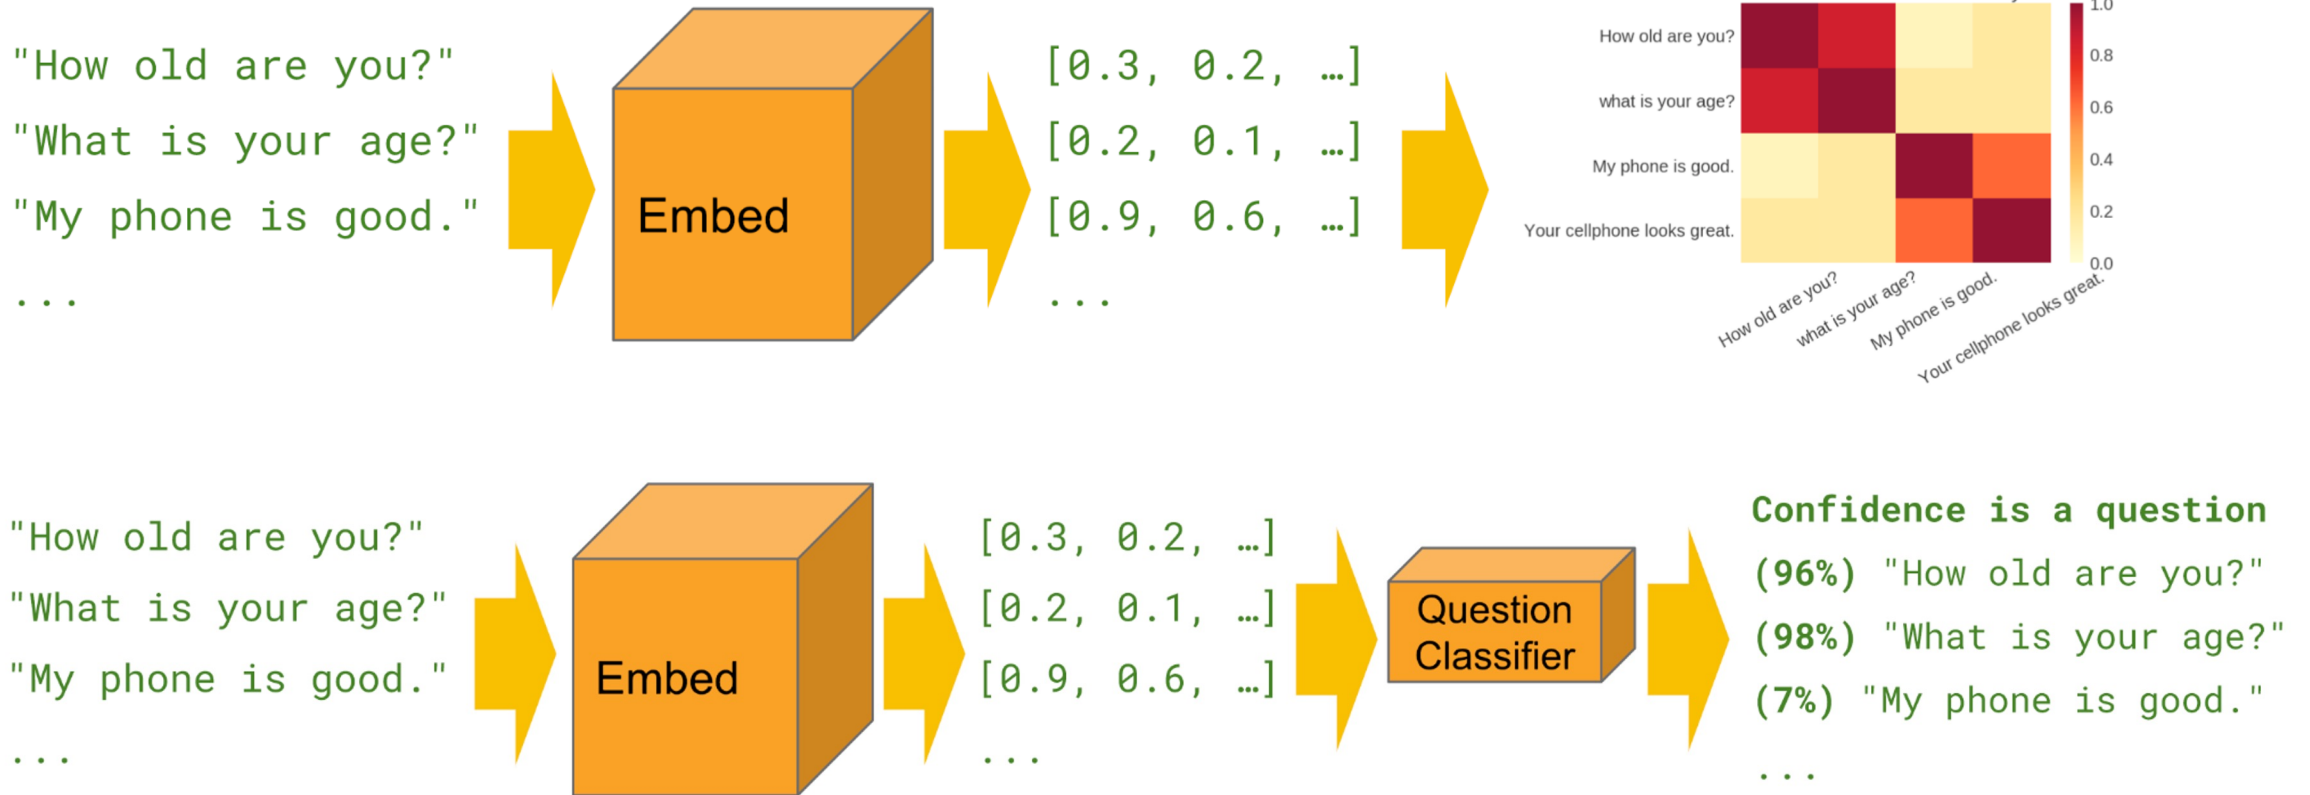 "How old are you?"
"What is your age?"
"My phone is good."
...
Embed
[0.3, 0.2, …]
[0.2, 0.1, …]
[0.9, 0.6, …]
...
How old are you?
what is your age?
My phone is good.
Your cellphone looks great.
How old are you?
what is your age?
My phone is good.
Your cellphone looks great.
1.0
0.8
0.6
0.4
0.2
0.0
"How old are you?"
"What is your age?"
"My phone is good."
...
Embed
[0.3, 0.2, …]
[0.2, 0.1, …]
[0.9, 0.6, …]
...
Question
Classifier
Confidence is a question
(96%) "How old are you?"
(98%) "What is your age?"
(7%) "My phone is good."
...